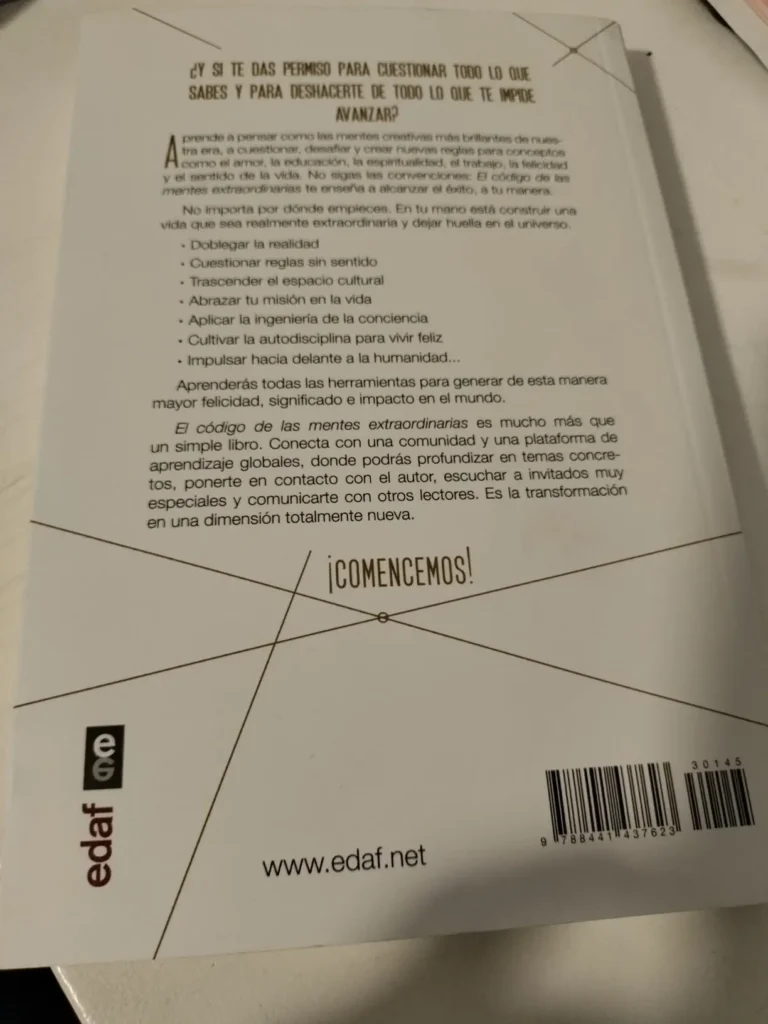 ¿Y SI TE DAS PERMISO PARA CUESTIONAR TODO LO QUE
SABES Y PARA DESHACERTE DE TODO LO QUE TE IMPIDE
AVANZAR?
Aprende a pensar como las mentes creativas más brillantes de nues-
tra era, a cuestionar, desafiar y crear nuevas reglas para conceptos
como el amor, la educación, la espiritualidad, el trabajo, la felicidad
y el sentido de la vida. No sigas las convenciones: El código de las
mentes extraordinarias te enseña a alcanzar el éxito, a tu manera.
No importa por dónde empieces. En tu mano está construir una
vida que sea realmente extraordinaria y dejar huella en el universo.
• Doblegar la realidad
• Cuestionar reglas sin sentido
• Trascender el espacio cultural
• Abrazar tu misión en la vida
• Aplicar la ingeniería de la conciencia
• Cultivar la autodisciplina para vivir feliz
• Impulsar hacia delante a la humanidad...
Aprenderás todas las herramientas para generar de esta manera
mayor felicidad, significado e impacto en el mundo.
El código de las mentes extraordinarias es mucho más que
un simple libro. Conecta con una comunidad y una plataforma de
aprendizaje globales, donde podrás profundizar en temas concre-
tos, ponerte en contacto con el autor, escuchar a invitados muy
especiales y comunicarte con otros lectores. Es la transformación
en una dimensión totalmente nueva.
¡COMENCEMOS!
edaf
www.edaf.net
30145
9 788441 437623